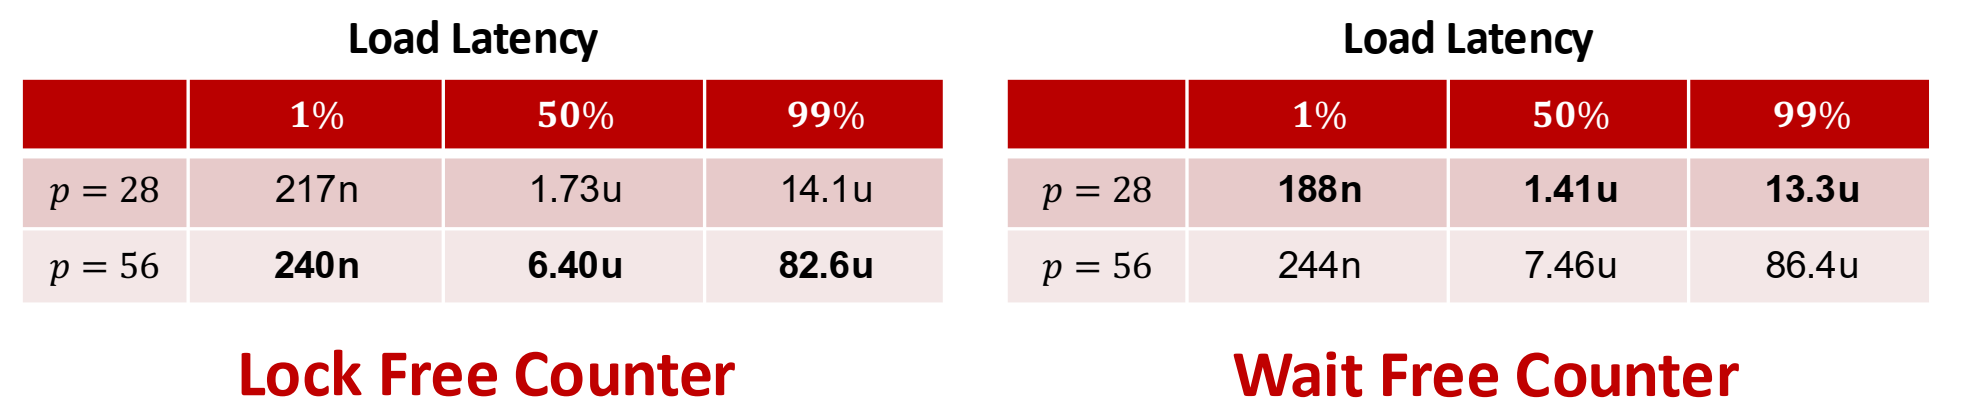 Load Latency
1% 50% 99%
p = 28 217n 1.73u 14.1u
p = 56 240n 6.40u 82.6u
Lock Free Counter
Load Latency
1% 50% 99%
p = 28 188n 1.41u 13.3u
p = 56 244n 7.46u 86.4u
Wait Free Counter